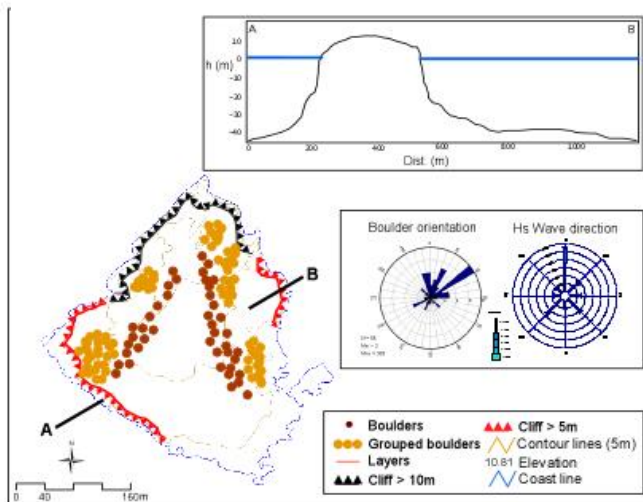 A
B
10
0
h (m)
-10
-20
-30
-40
0
200
400
600
800
1200
Dist. (m)
Boulder orientation
Hs Wave direction
B
A
N
0
40
160m
Boulders
Grouped boulders
Layers
Cliff > 10m
Cliff > 5m
Contour lines (5m)
10.81 Elevation
Coast line